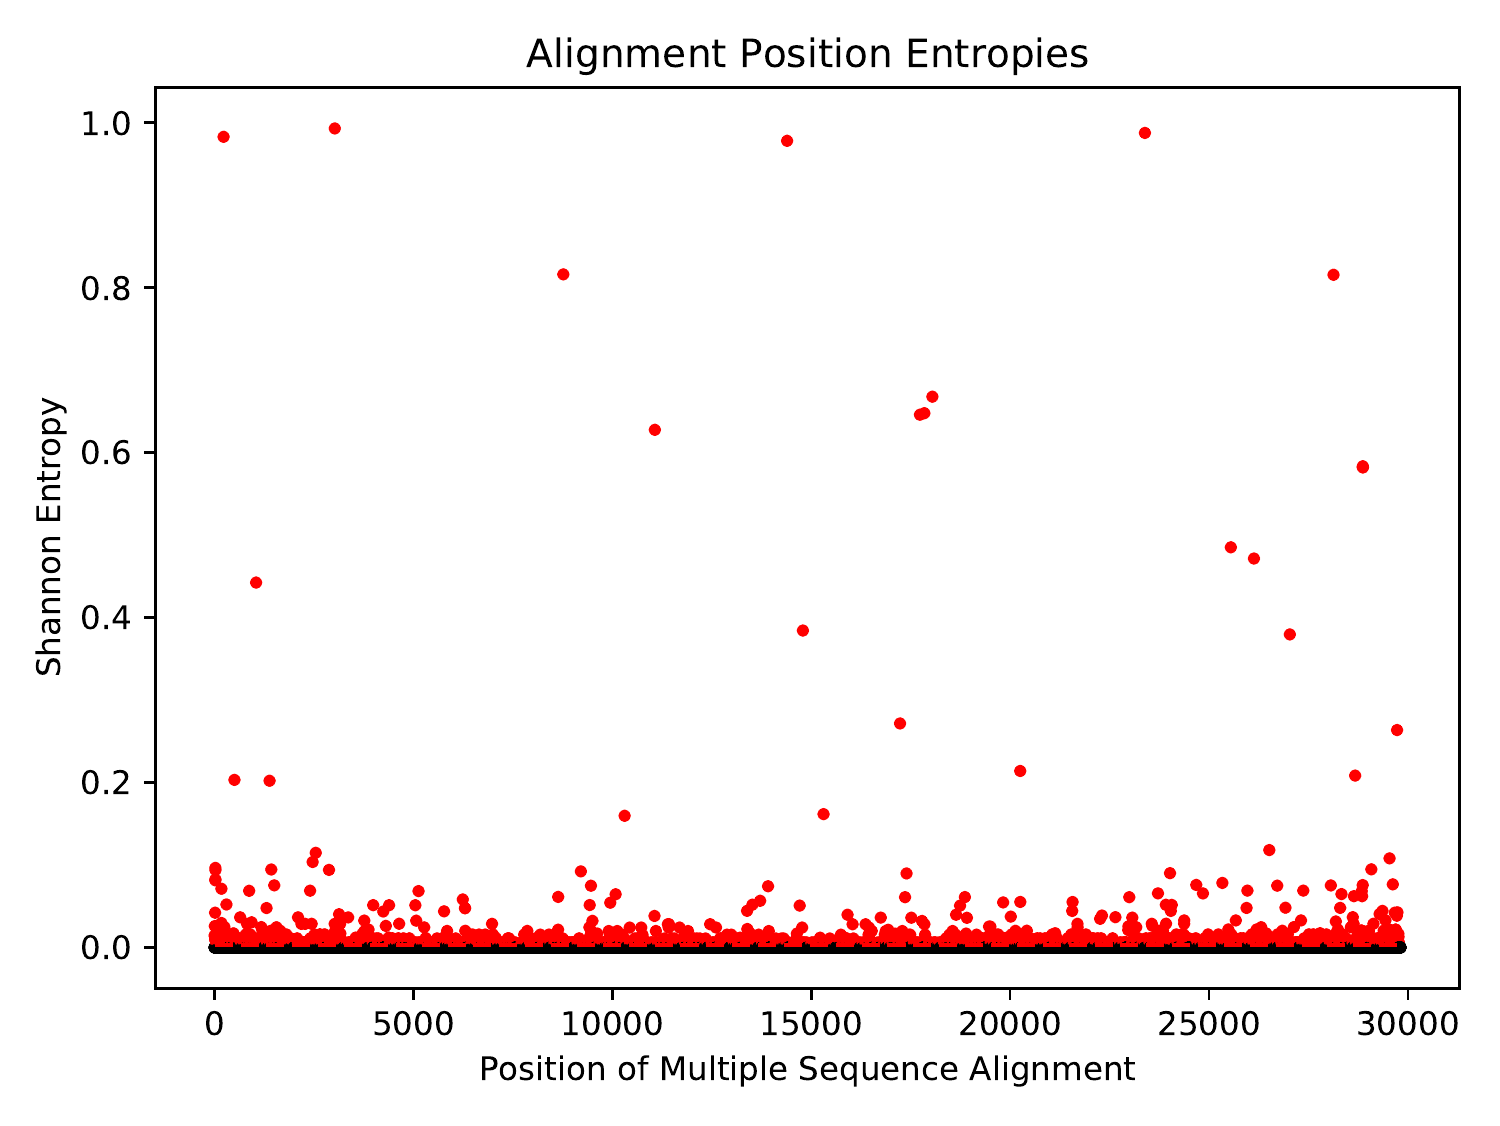 Alignment Position Entropies
1.0
0.8
0.6
0.4
0.2
0.0
Shannon Entropy
0 5000 10000 15000 20000 25000 30000
Position of Multiple Sequence Alignment